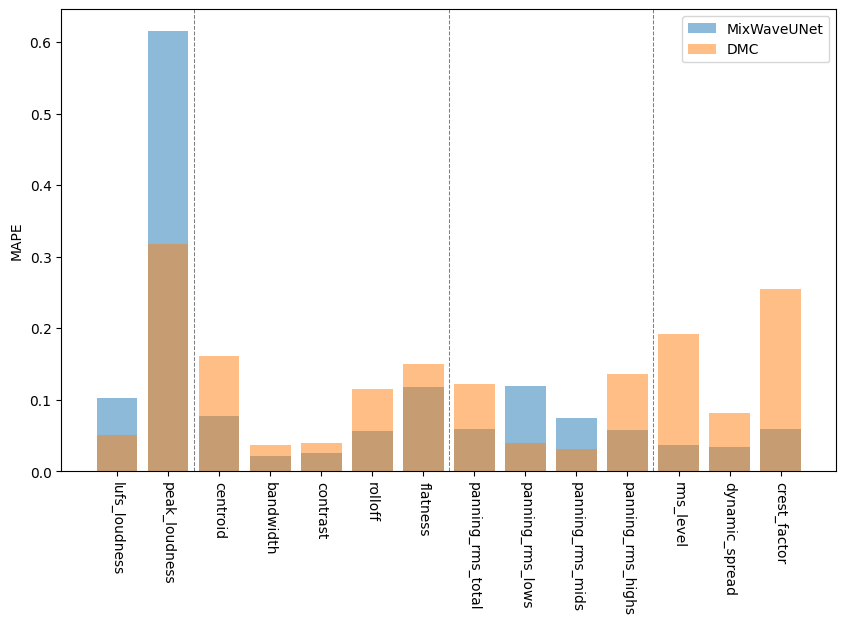 MixWaveUNet
DMC
MAPE
0.6
0.5
0.4
0.3
0.2
0.1
0.0
lufs_loudness
peak_loudness
centroid
bandwidth
contrast
rolloff
flatness
panning_rms_total
panning_rms_lows
panning_rms_mids
panning_rms_highs
rms_level
dynamic_spread
crest_factor